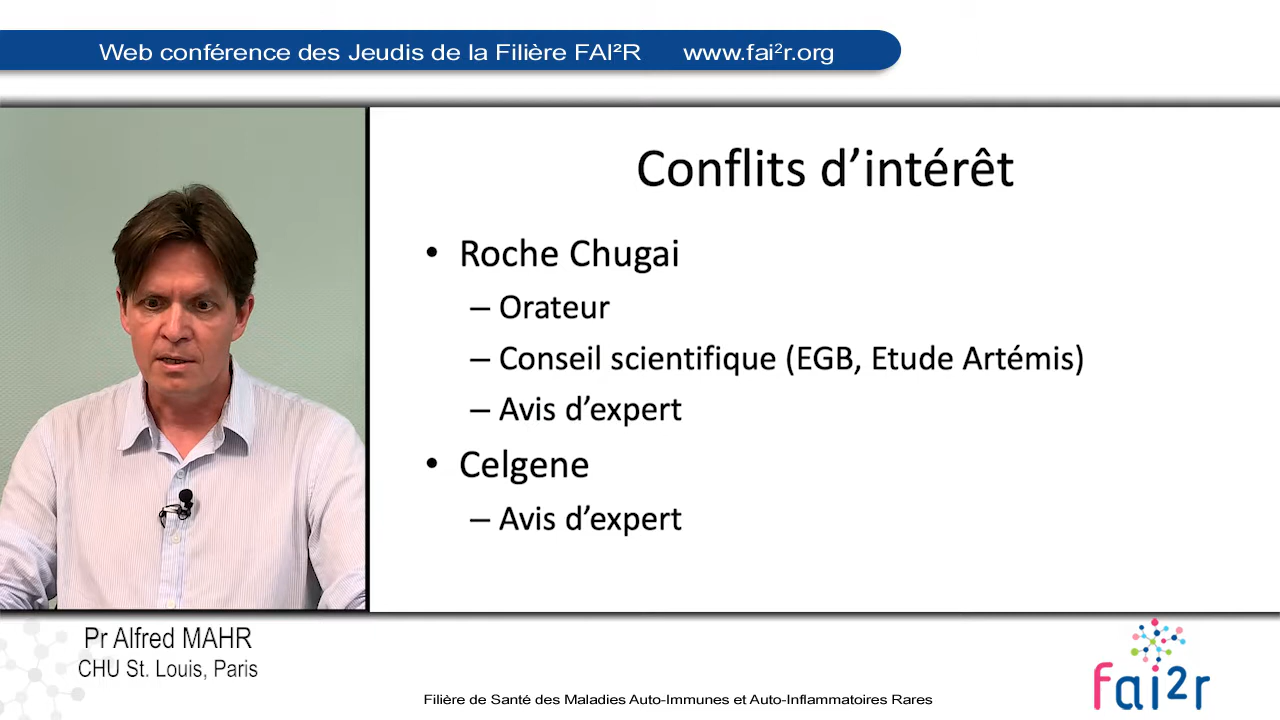 Web conférence des Jeudis de la Filière FAI²R www.fai²r.org
Conflits d’intérêt
• Roche Chugai
– Orateur
– Conseil scientifique (EGB, Etude Artémis)
– Avis d’expert
• Celgene
– Avis d’expert
Pr Alfred MAHR
CHU St. Louis, Paris
Filière de Santé des Maladies Auto-Immunes et Auto-Inflammatoires Rares
fai2r